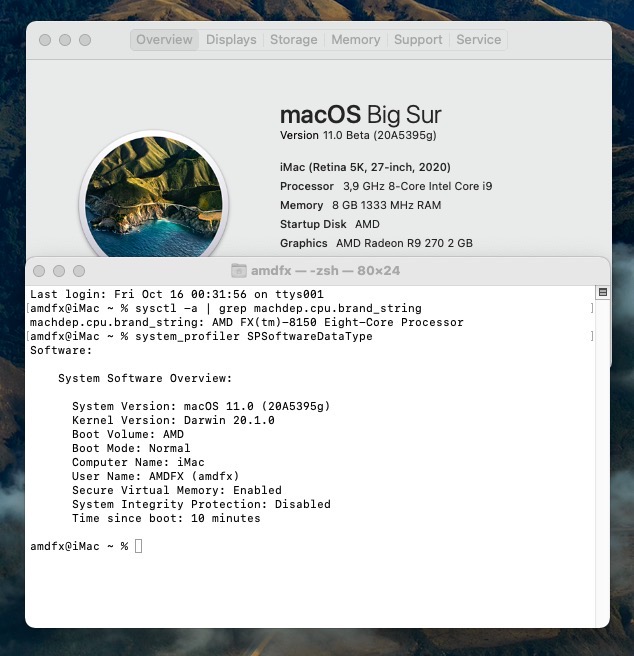 Overview Displays Storage Memory Support Service
macOS Big Sur
Version 11.0 Beta (20A5395g)
iMac (Retina 5K, 27-inch, 2020)
Processor 3,9 GHz 8-Core Intel Core i9
Memory 8 GB 1333 MHz RAM
Startup Disk AMD
Graphics AMD Radeon R9 270 2 GB
amdfx — -zsh — 80×24
Last login: Fri Oct 16 00:31:56 on ttys001
[amdfx@iMac ~ % sysctl -a | grep machdep.cpu.brand_string ]
machdep.cpu.brand_string: AMD FX(tm)-8150 Eight-Core Processor
[amdfx@iMac ~ % system_profiler SPSoftwareDataType ]
Software:
System Software Overview:
System Version: macOS 11.0 (20A5395g)
Kernel Version: Darwin 20.1.0
Boot Volume: AMD
Boot Mode: Normal
Computer Name: iMac
User Name: AMDFX (amdfx)
Secure Virtual Memory: Enabled
System Integrity Protection: Disabled
Time since boot: 10 minutes
amdfx@iMac ~ %